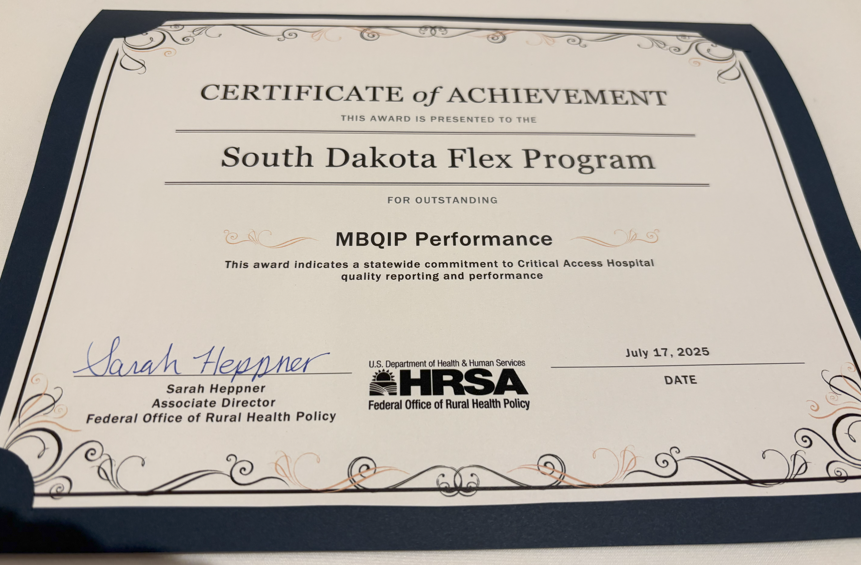 CERTIFICATE of ACHIEVEMENT
THIS AWARD IS PRESENTED TO THE
South Dakota Flex Program
FOR OUTSTANDING
MBQIP Performance
This award indicates a statewide commitment to Critical Access Hospital
quality reporting and performance
Sarah Heppner
Sarah Heppner
Associate Director
Federal Office of Rural Health Policy
U.S. Department of Health & Human Services
HRSA
Federal Office of Rural Health Policy
July 17, 2025
DATE